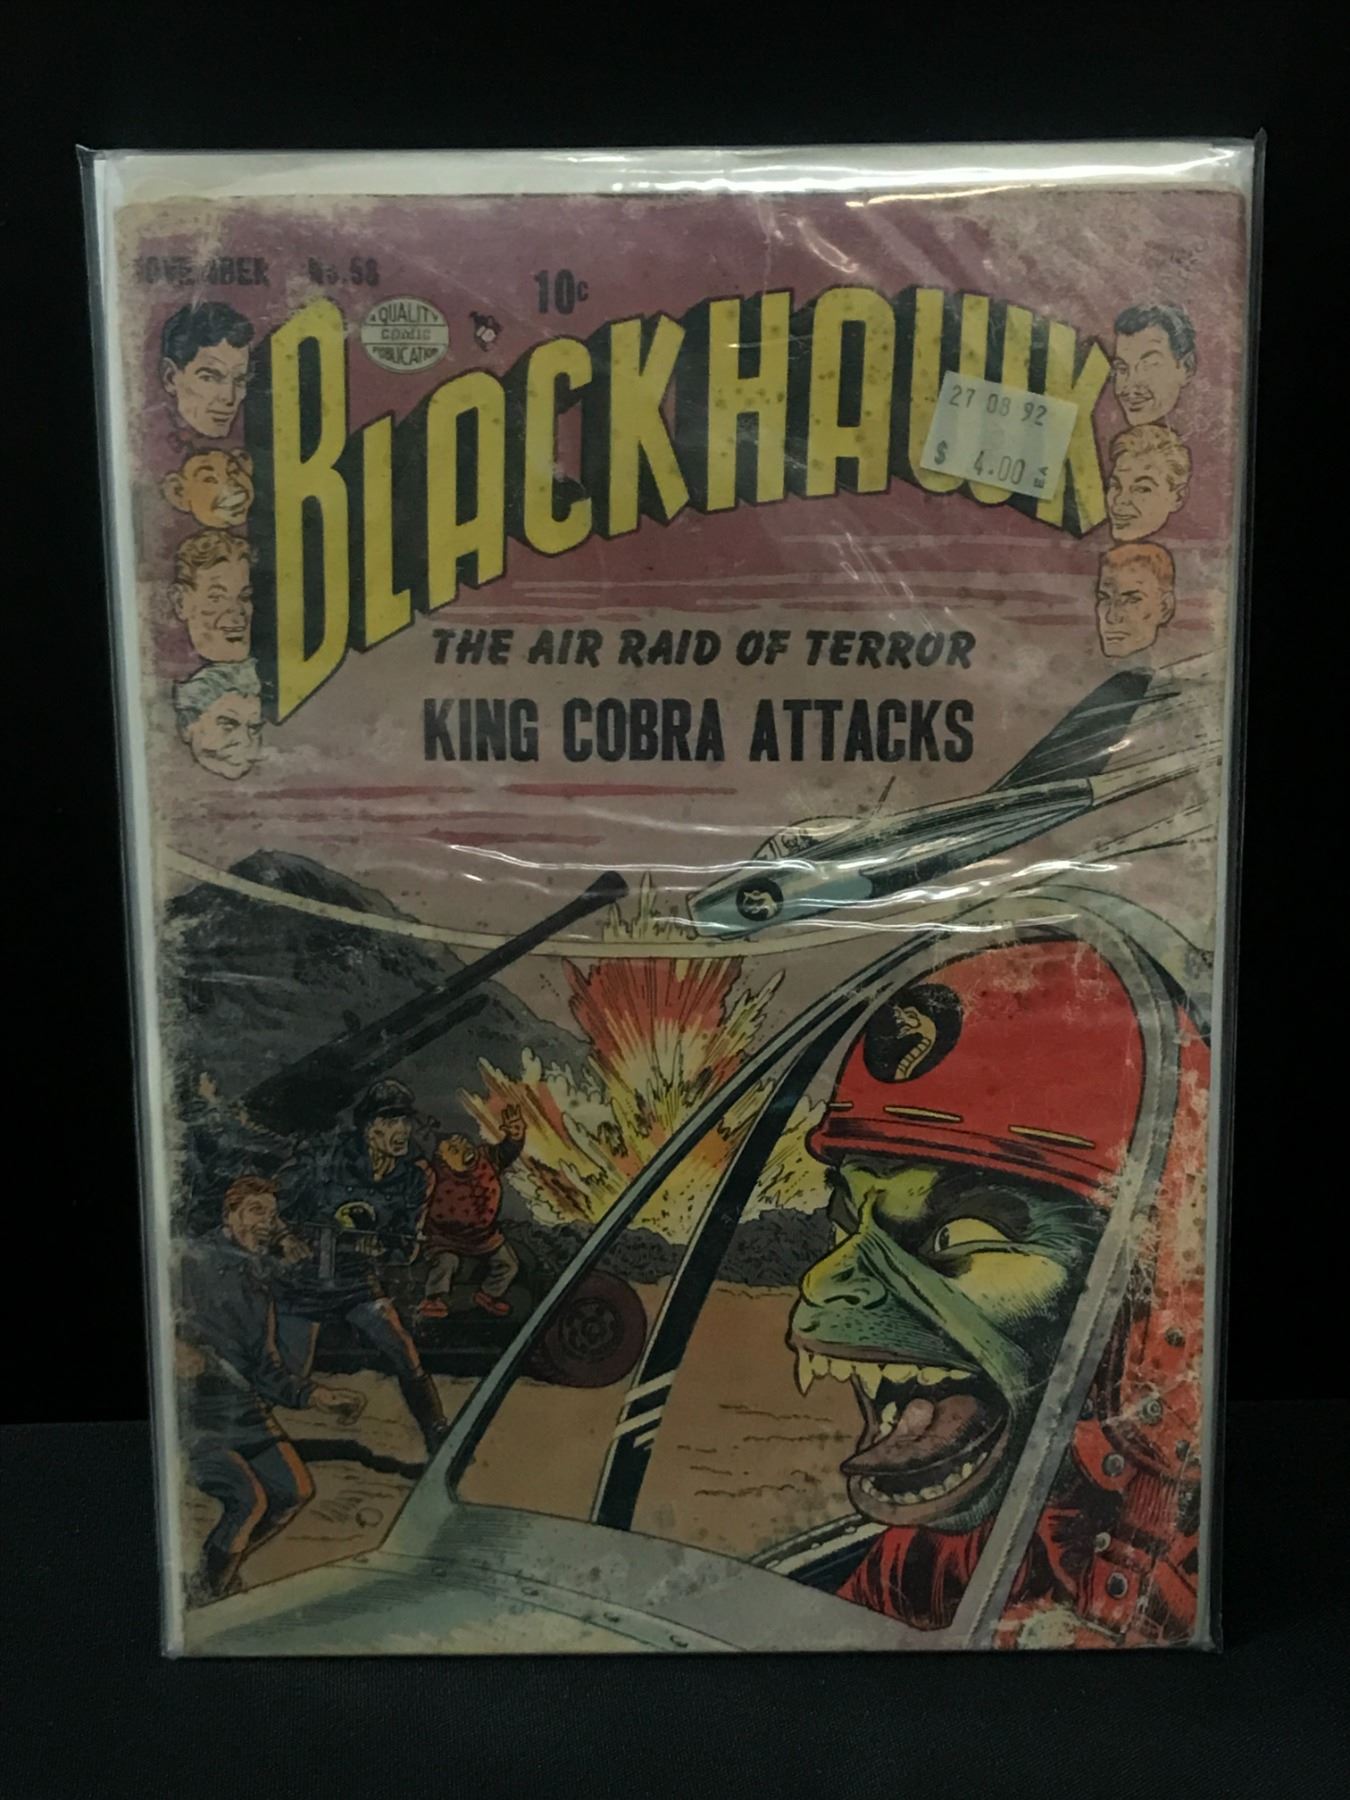 NOVEMBER No. 58
10c
A QUALITY
COMIC
PUBLICATION
BLACKHAWK
27 08 92
$ 4.00 EA
THE AIR RAID OF TERROR
KING COBRA ATTACKS